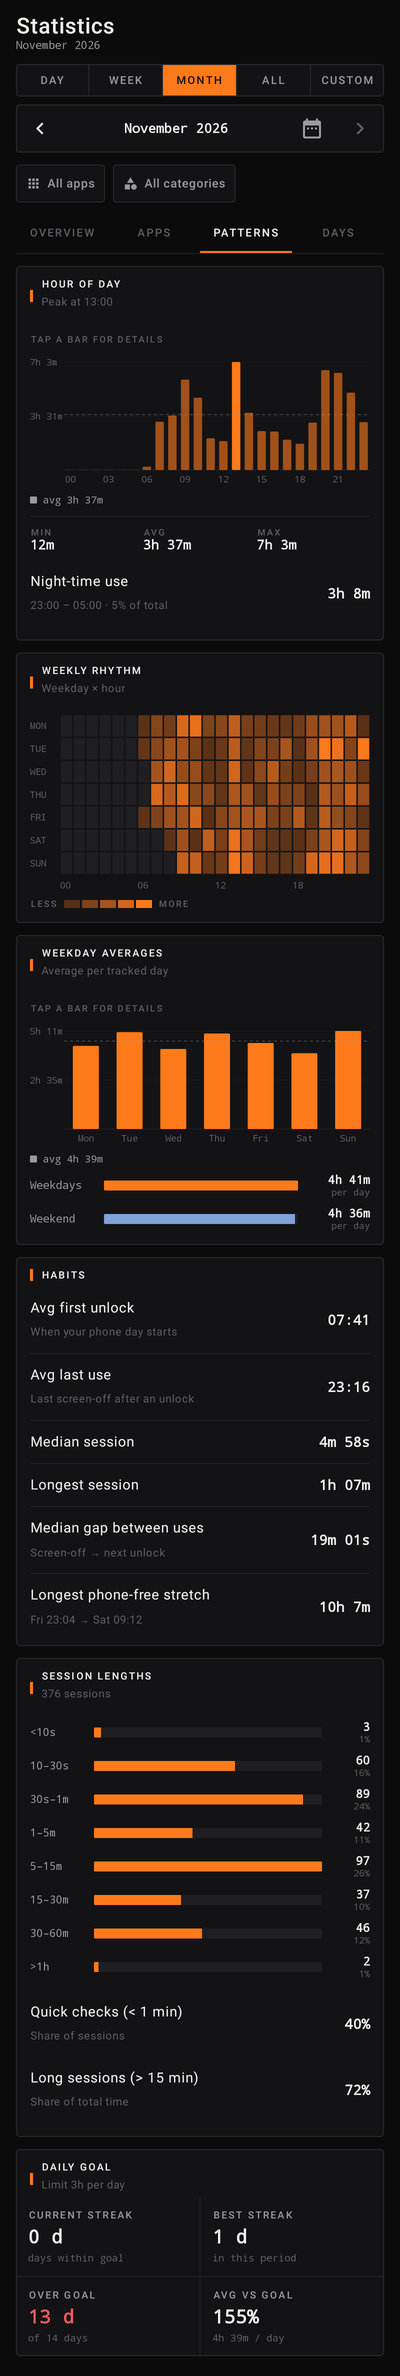 Statistics
November 2026
DAY WEEK MONTH ALL CUSTOM
November 2026
All apps All categories
OVERVIEW APPS PATTERNS DAYS
HOUR OF DAY
Peak at 13:00
TAP A BAR FOR DETAILS
7h 3m
3h 31m
00 03 06 09 12 15 18 21
avg 3h 37m
MIN AVG MAX
12m 3h 37m 7h 3m
Night-time use
3h 8m
23:00 – 05:00 · 5% of total
WEEKLY RHYTHM
Weekday × hour
MON
TUE
WED
THU
FRI
SAT
SUN
00 06 12 18
LESS MORE
WEEKDAY AVERAGES
Average per tracked day
TAP A BAR FOR DETAILS
5h 11m
2h 35m
Mon Tue Wed Thu Fri Sat Sun
avg 4h 39m
Weekdays 4h 41m
per day
Weekend 4h 36m
per day
HABITS
Avg first unlock
07:41
When your phone day starts
Avg last use
23:16
Last screen-off after an unlock
Median session 4m 58s
Longest session 1h 07m
Median gap between uses
19m 01s
Screen-off → next unlock
Longest phone-free stretch
10h 7m
Fri 23:04 → Sat 09:12
SESSION LENGTHS
376 sessions
<10s 3
1%
10–30s 60
16%
30s–1m 89
24%
1–5m 42
11%
5–15m 97
26%
15–30m 37
10%
30–60m 46
12%
>1h 2
1%
Quick checks (< 1 min)
40%
Share of sessions
Long sessions (> 15 min)
72%
Share of total time
DAILY GOAL
Limit 3h per day
CURRENT STREAK BEST STREAK
0 d 1 d
days within goal in this period
OVER GOAL AVG VS GOAL
13 d 155%
of 14 days 4h 39m / day